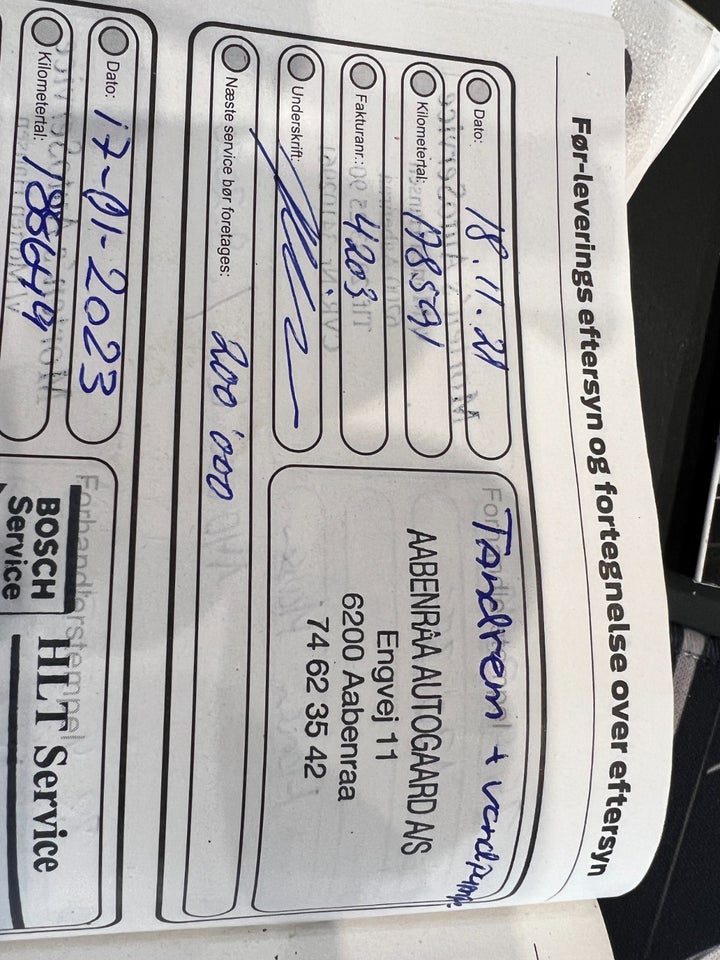 Før-leverings eftersyn og fortegnelse over eftersyn
Dato: 18.11.21
Kilometertal: 178591
Fakturanr.: 4203
Underskrift:
Næste service bør foretages: 200'000
Tandrem + vandpumpe
AABENRAA AUTOGAARD A/S
Engvej 11
6200 Aabenraa
74 62 35 42
Dato: 17-01-2023
Kilometertal: 188649
Forhandlerstempel
BOSCH
Service
HLT Service